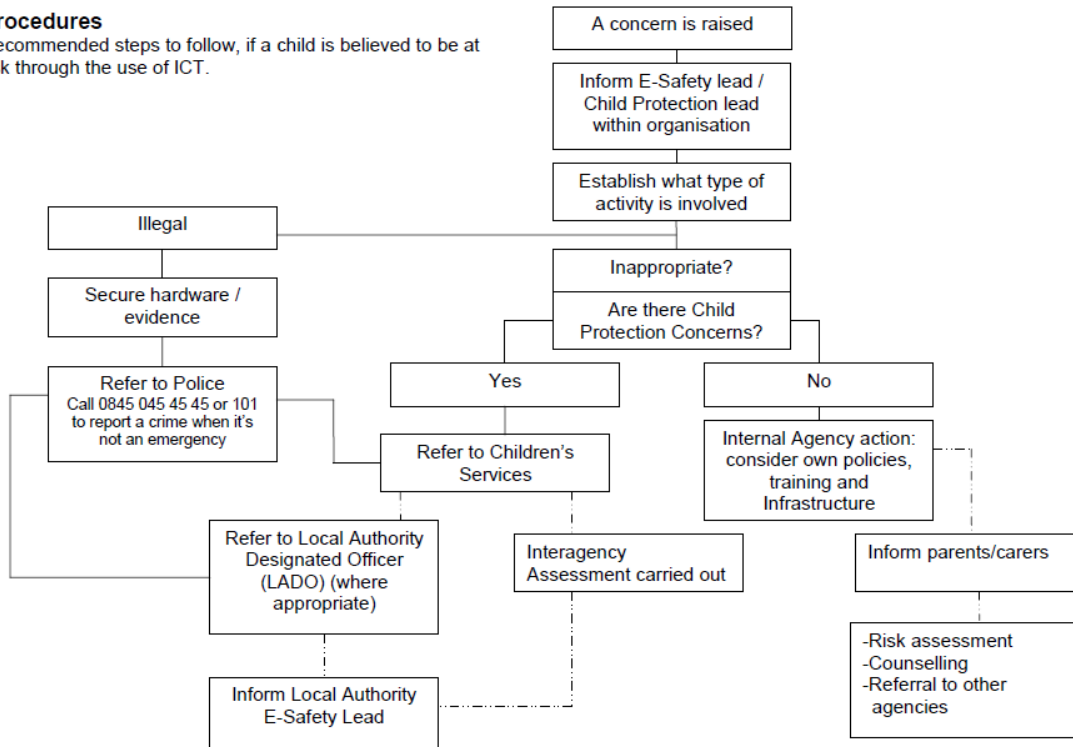 rocedures
ecommended steps to follow, if a child is believed to be at
k through the use of ICT.
A concern is raised
Inform E-Safety lead /
Child Protection lead
within organisation
Establish what type of
activity is involved
Illegal
Inappropriate?
Secure hardware /
evidence
Are there Child
Protection Concerns?
Refer to Police
Call 0845 045 45 45 or 101
to report a crime when it's
not an emergency
Yes
No
Refer to Children's
Services
Internal Agency action:
consider own policies,
training and
Infrastructure
Refer to Local Authority
Designated Officer
(LADO) (where
appropriate)
Interagency
Assessment carried out
Inform parents/carers
-Risk assessment
-Counselling
-Referral to other
agencies
Inform Local Authority
E-Safety Lead